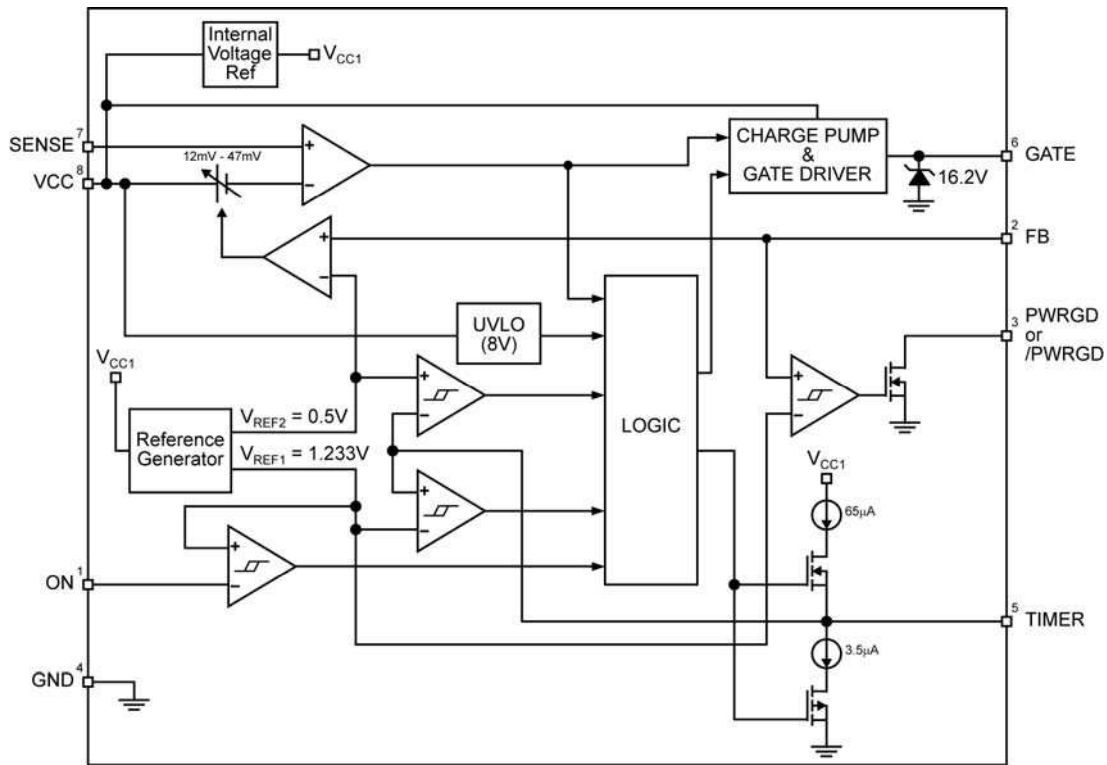 Internal
Voltage
Ref
VCC1
SENSE 7
12mV - 47mV
VCC 8
+
−
CHARGE PUMP
&
GATE DRIVER
6 GATE
16.2V
2 FB
+
−
UVLO
(8V)
3 PWRGD
or
/PWRGD
VCC1
+
−
+
−
LOGIC
VREF2 = 0.5V
Reference
Generator
VREF1 = 1.233V
VCC1
65µA
+
−
+
−
ON 1
5 TIMER
3.5µA
GND 4